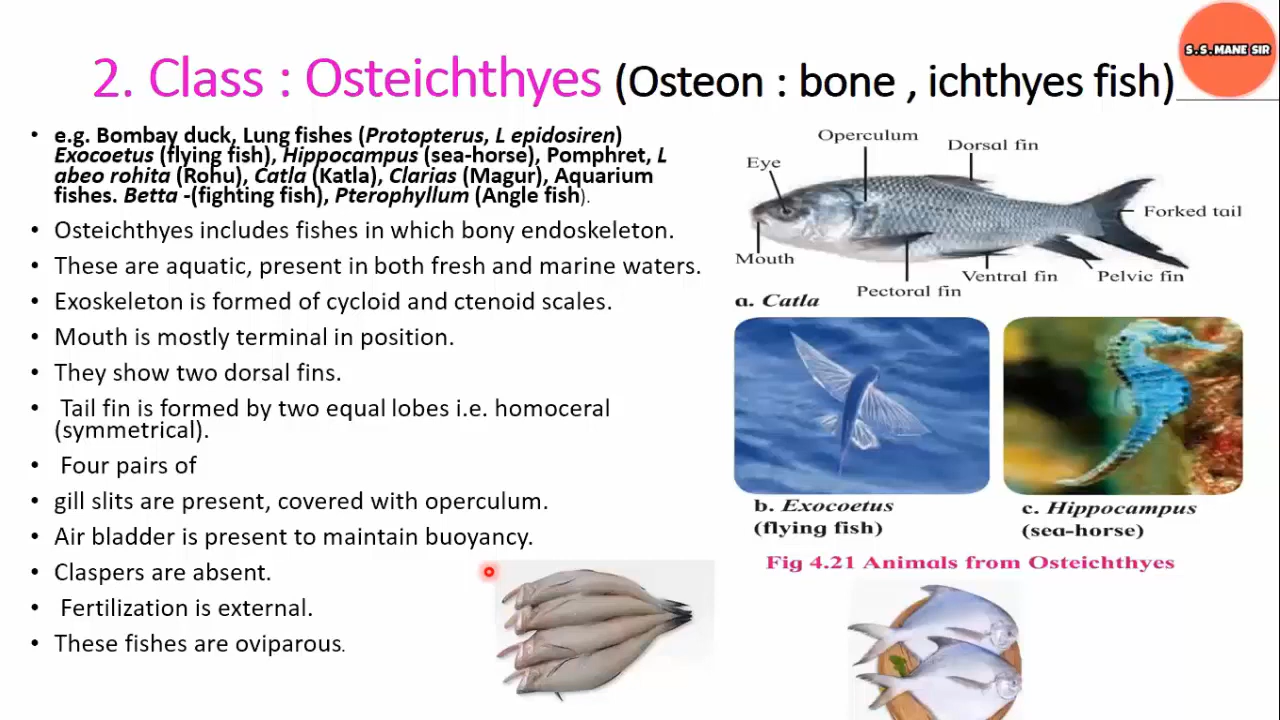 S.S.MANE SIR
2. Class : Osteichthyes (Osteon : bone , ichthyes fish)
• e.g. Bombay duck, Lung fishes (Protopterus, L epidosiren)
Exocoetus (flying fish), Hippocampus (sea-horse), Pomphret, L
abeo rohita (Rohu), Catla (Katla), Clarias (Magur), Aquarium
fishes. Betta -(fighting fish), Pterophyllum (Angle fish).
• Osteichthyes includes fishes in which bony endoskeleton.
• These are aquatic, present in both fresh and marine waters.
• Exoskeleton is formed of cycloid and ctenoid scales.
• Mouth is mostly terminal in position.
• They show two dorsal fins.
• Tail fin is formed by two equal lobes i.e. homoceral
(symmetrical).
• Four pairs of
• gill slits are present, covered with operculum.
• Air bladder is present to maintain buoyancy.
• Claspers are absent.
• Fertilization is external.
• These fishes are oviparous.
Operculum
Dorsal fin
Eye
Forked tail
Mouth
Ventral fin
Pelvic fin
Pectoral fin
a. Catla
b. Exocoetus
(flying fish)
c. Hippocampus
(sea-horse)
Fig 4.21 Animals from Osteichthyes